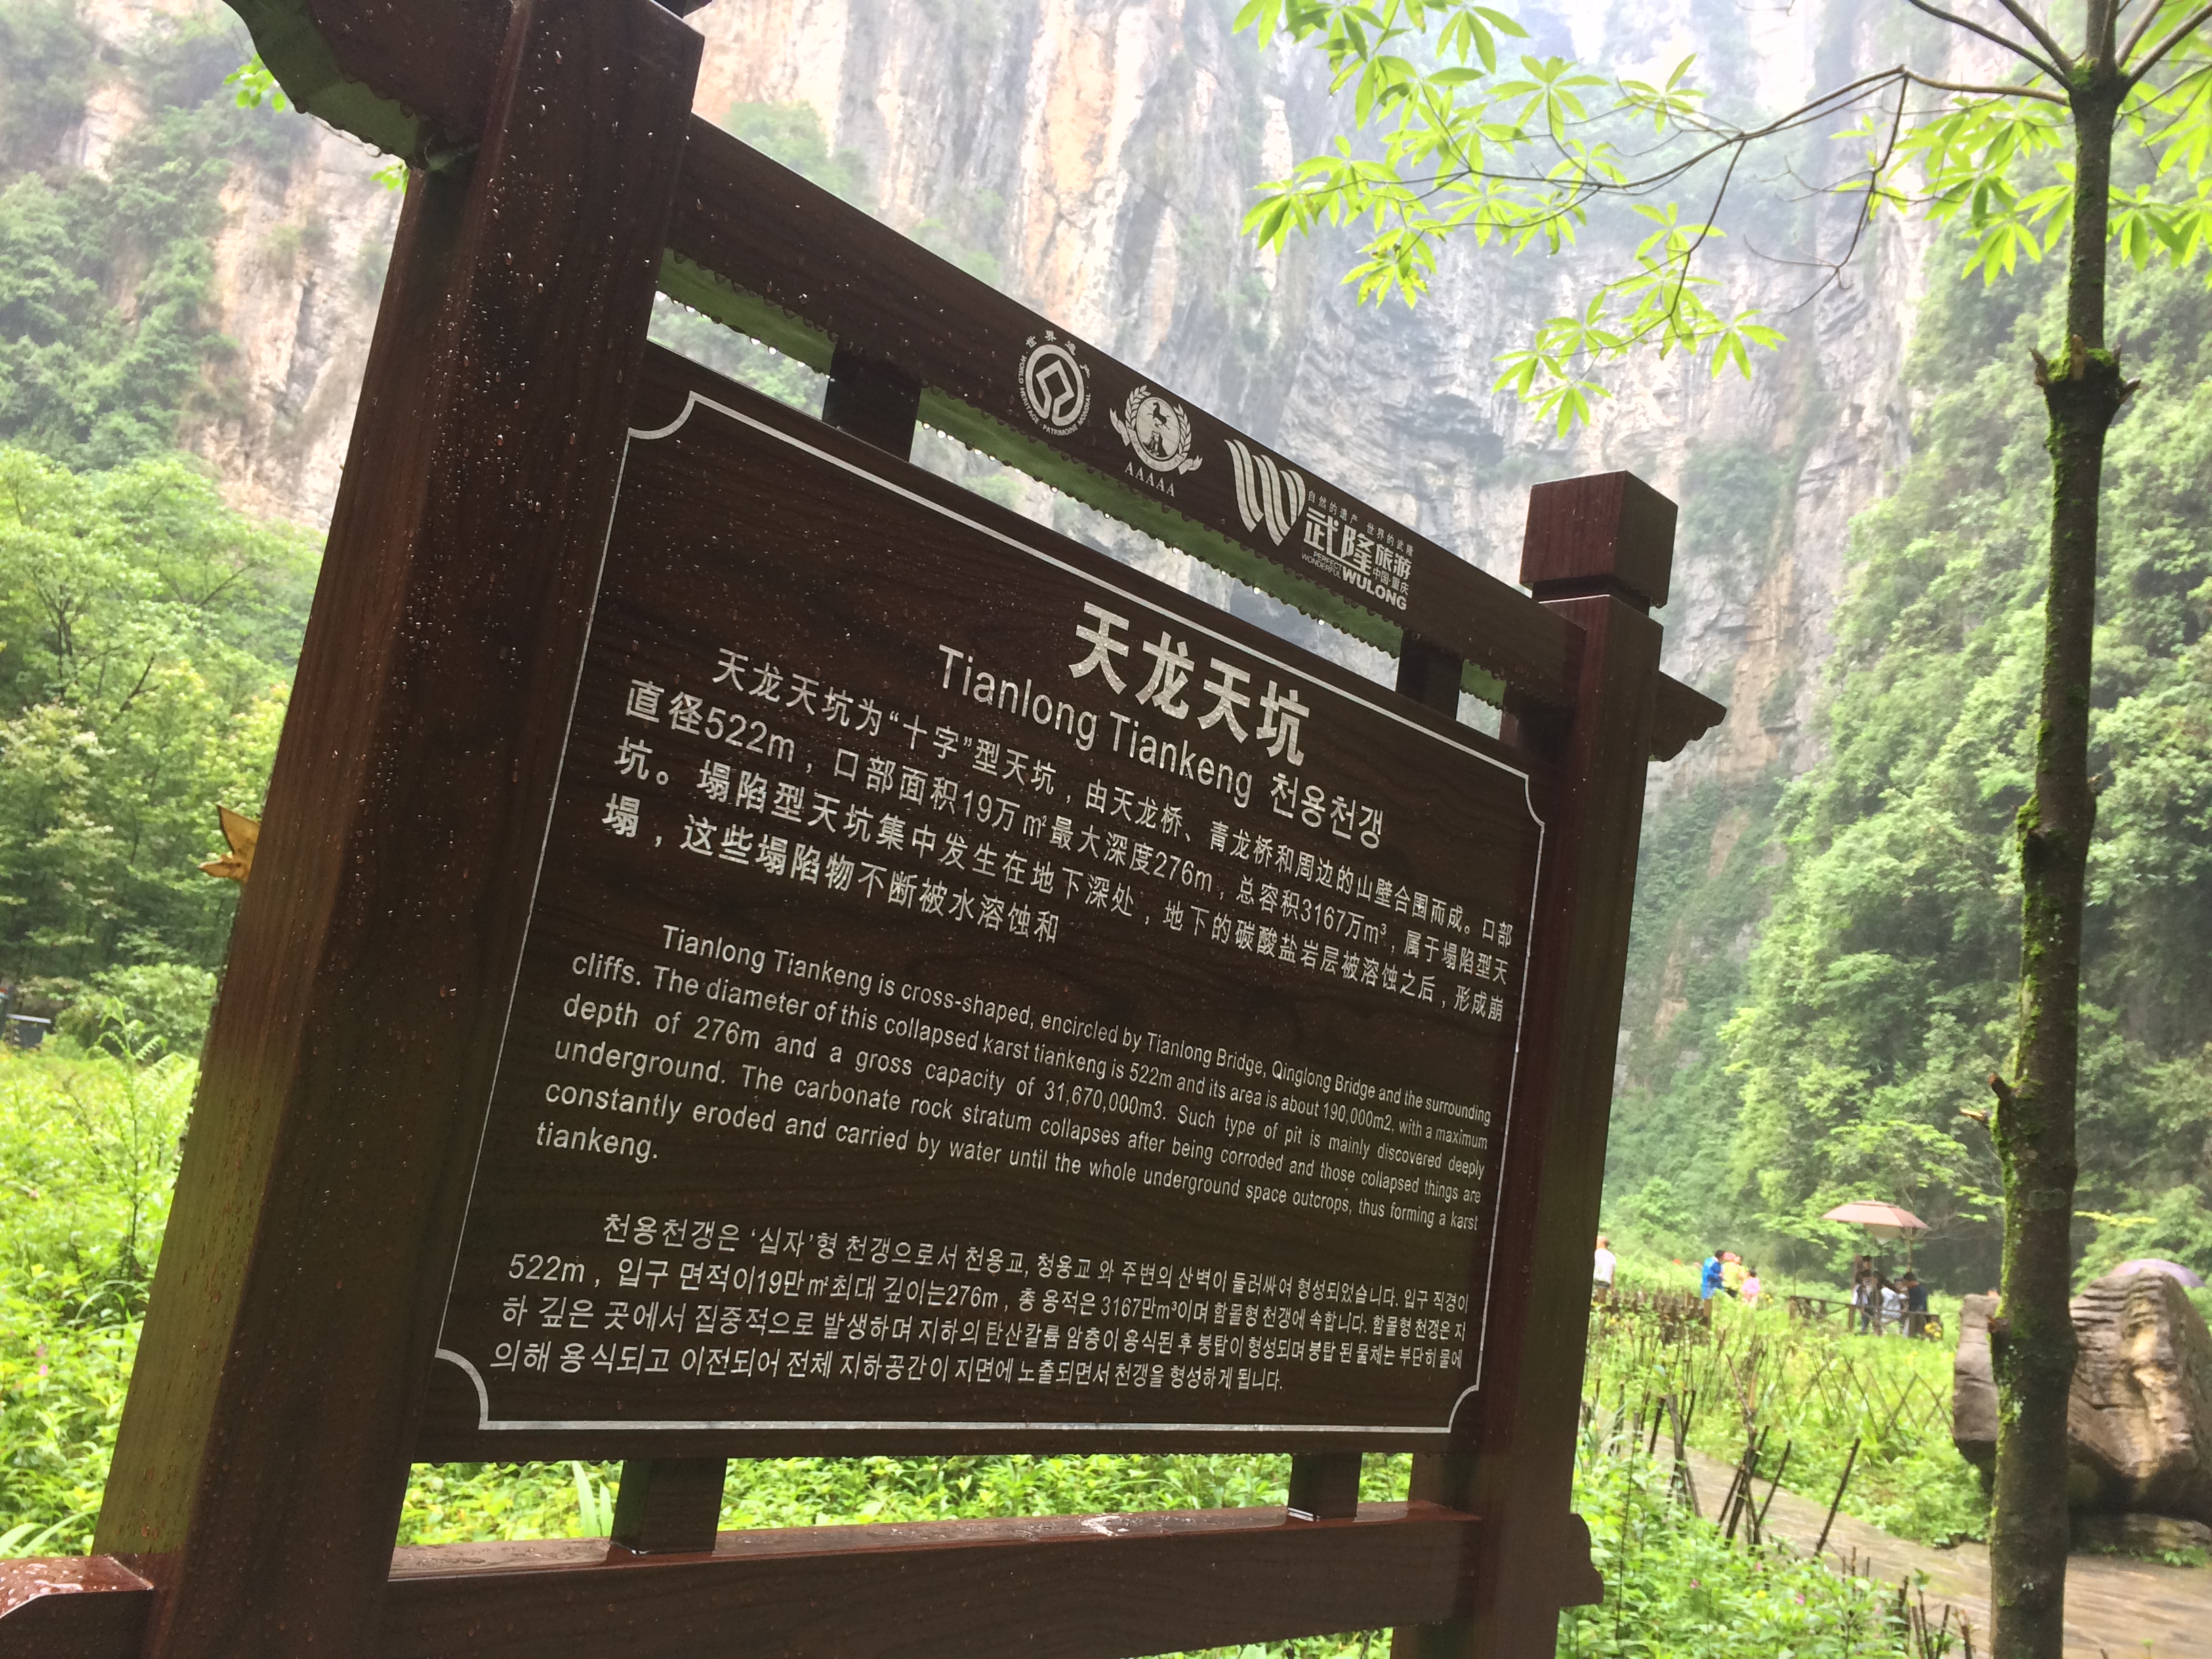 世界遗产
WORLD HERITAGE · PATRIMOINE MONDIAL
AAAAA
自然的遗产 世界的武隆
武隆旅游
中国·重庆
PERFECT
WONDERFUL WULONG
天龙天坑
Tianlong Tiankeng 천용천갱
天龙天坑为“十字”型天坑，由天龙桥、青龙桥和周边的山壁合围而成。口部
直径522m，口部面积19万㎡最大深度276m，总容积3167万m³，属于塌陷型天
坑。塌陷型天坑集中发生在地下深处，地下的碳酸盐岩层被溶蚀之后，形成崩
塌，这些塌陷物不断被水溶蚀和
Tianlong Tiankeng is cross-shaped, encircled by Tianlong Bridge, Qinglong Bridge and the surrounding
cliffs. The diameter of this collapsed karst tiankeng is 522m and its area is about 190,000m2, with a maximum
depth of 276m and a gross capacity of 31,670,000m3. Such type of pit is mainly discovered deeply
underground. The carbonate rock stratum collapses after being corroded and those collapsed things are
constantly eroded and carried by water until the whole underground space outcrops, thus forming a karst
tiankeng.
천용천갱은 ‘십자’형 천갱으로서 천용교, 청용교 와 주변의 산벽이 둘러싸여 형성되었습니다. 입구 직경이
522m , 입구 면적이19만㎡최대 깊이는276m , 총 용적은 3167만m³이며 함몰형 천갱에 속합니다. 함몰형 천갱은 지
하 깊은 곳에서 집중적으로 발생하며 지하의 탄산칼륨 암층이 용식된 후 붕탑이 형성되며 붕탑 된 물체는 부단히 물에
의해 용식되고 이전되어 전체 지하공간이 지면에 노출되면서 천갱을 형성하게 됩니다.